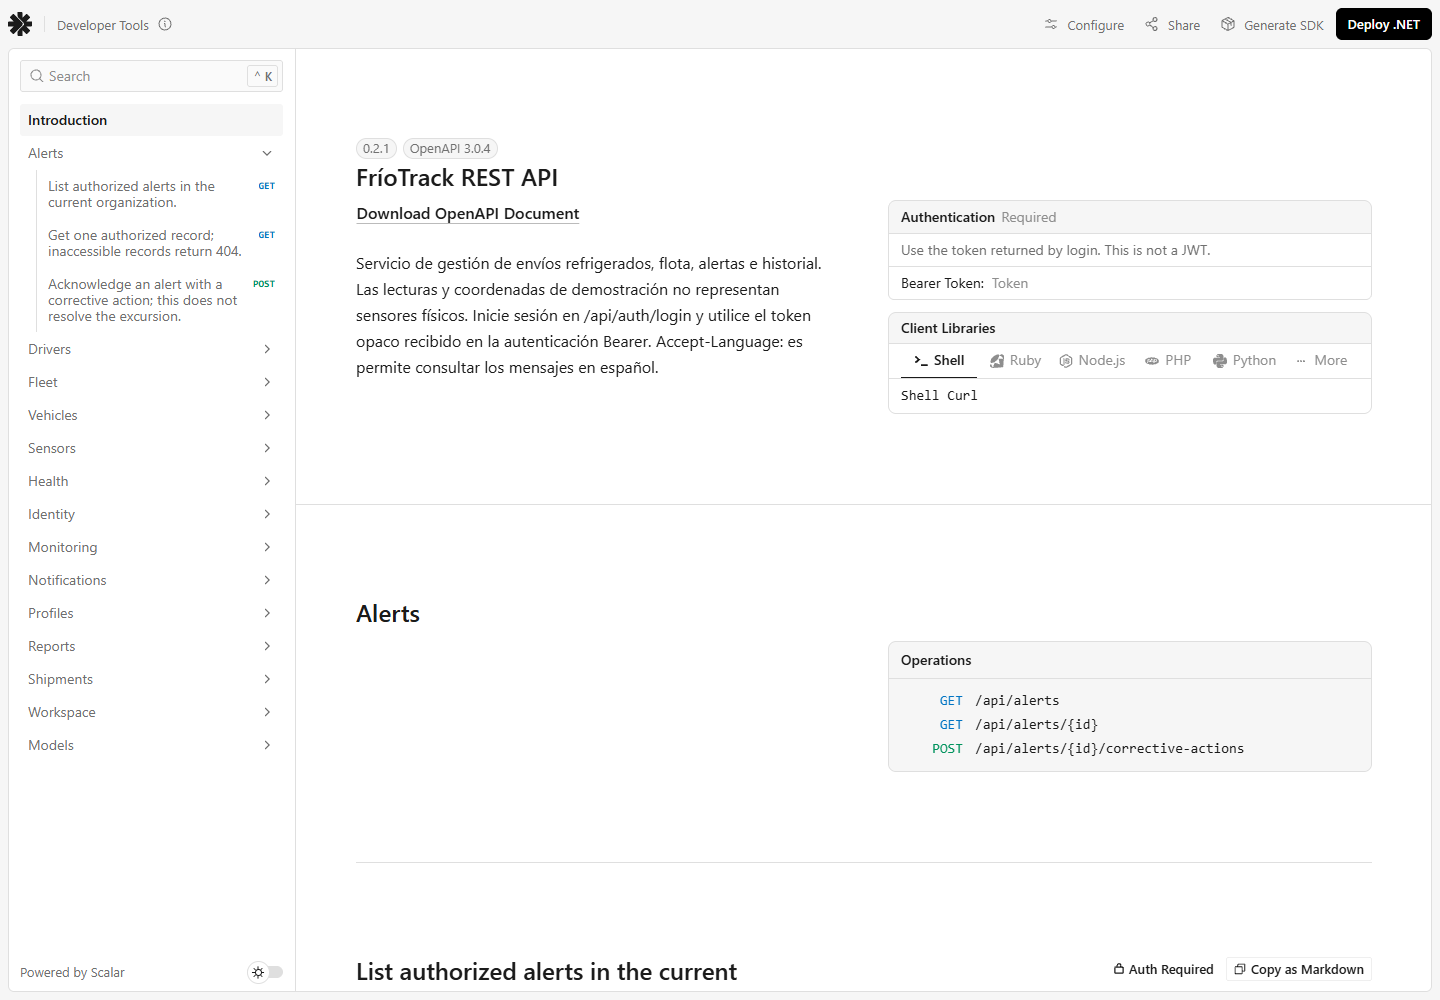 Developer Tools
Configure
Share
Generate SDK
Deploy .NET
Search
^ K
Introduction
Alerts
List authorized alerts in the
current organization.
GET
Get one authorized record;
inaccessible records return 404.
GET
Acknowledge an alert with a
corrective action; this does not
resolve the excursion.
POST
Drivers
Fleet
Vehicles
Sensors
Health
Identity
Monitoring
Notifications
Profiles
Reports
Shipments
Workspace
Models
Powered by Scalar
0.2.1
OpenAPI 3.0.4
FríoTrack REST API
Download OpenAPI Document
Servicio de gestión de envíos refrigerados, flota, alertas e historial.
Las lecturas y coordenadas de demostración no representan
sensores físicos. Inicie sesión en /api/auth/login y utilice el token
opaco recibido en la autenticación Bearer. Accept-Language: es
permite consultar los mensajes en español.
Authentication Required
Use the token returned by login. This is not a JWT.
Bearer Token: Token
Client Libraries
Shell
Ruby
Node.js
PHP
Python
More
Shell Curl
Alerts
Operations
GET /api/alerts
GET /api/alerts/{id}
POST /api/alerts/{id}/corrective-actions
List authorized alerts in the current
Auth Required
Copy as Markdown